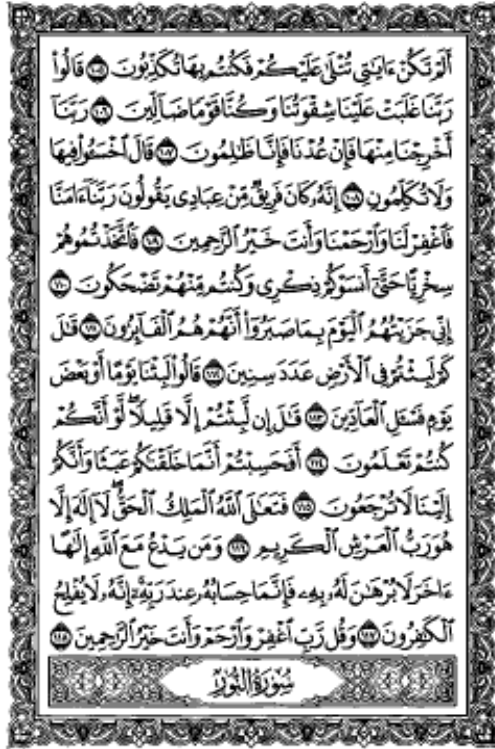 أَلَمْ تَكُنْ ءَايَٰتِى تُتْلَىٰ عَلَيْكُمْ فَكُنتُم بِهَا تُكَذِّبُونَ ١٠٥ قَالُوا۟
رَبَّنَا غَلَبَتْ عَلَيْنَا شِقْوَتُنَا وَكُنَّا قَوْمًا ضَآلِّينَ ١٠٦ رَبَّنَآ
أَخْرِجْنَا مِنْهَا فَإِنْ عُدْنَا فَإِنَّا ظَٰلِمُونَ ١٠٧ قَالَ ٱخْسَـُٔوا۟ فِيهَا
وَلَا تُكَلِّمُونِ ١٠٨ إِنَّهُۥ كَانَ فَرِيقٌ مِّنْ عِبَادِى يَقُولُونَ رَبَّنَآ ءَامَنَّا
فَٱغْفِرْ لَنَا وَٱرْحَمْنَا وَأَنتَ خَيْرُ ٱلرَّٰحِمِينَ ١٠٩ فَٱتَّخَذْتُمُوهُمْ
سِخْرِيًّا حَتَّىٰٓ أَنسَوْكُمْ ذِكْرِى وَكُنتُم مِّنْهُمْ تَضْحَكُونَ ١١٠
إِنِّى جَزَيْتُهُمُ ٱلْيَوْمَ بِمَا صَبَرُوٓا۟ أَنَّهُمْ هُمُ ٱلْفَآئِزُونَ ١١١ قَٰلَ
كَمْ لَبِثْتُمْ فِى ٱلْأَرْضِ عَدَدَ سِنِينَ ١١٢ قَالُوا۟ لَبِثْنَا يَوْمًا أَوْ بَعْضَ
يَوْمٍ فَسْـَٔلِ ٱلْعَآدِّينَ ١١٣ قَٰلَ إِن لَّبِثْتُمْ إِلَّا قَلِيلًا ۖ لَّوْ أَنَّكُمْ
كُنتُمْ تَعْلَمُونَ ١١٤ أَفَحَسِبْتُمْ أَنَّمَا خَلَقْنَٰكُمْ عَبَثًا وَأَنَّكُمْ
إِلَيْنَا لَا تُرْجَعُونَ ١١٥ فَتَعَٰلَى ٱللَّهُ ٱلْمَلِكُ ٱلْحَقُّ ۖ لَآ إِلَٰهَ إِلَّا
هُوَ رَبُّ ٱلْعَرْشِ ٱلْكَرِيمِ ١١٦ وَمَن يَدْعُ مَعَ ٱللَّهِ إِلَٰهًا
ءَاخَرَ لَا بُرْهَٰنَ لَهُۥ بِهِۦ فَإِنَّمَا حِسَابُهُۥ عِندَ رَبِّهِۦٓ ۚ إِنَّهُۥ لَا يُفْلِحُ
ٱلْكَٰفِرُونَ ١١٧ وَقُل رَّبِّ ٱغْفِرْ وَٱرْحَمْ وَأَنتَ خَيْرُ ٱلرَّٰحِمِينَ ١١٨
سُورَةُ النُّورِ